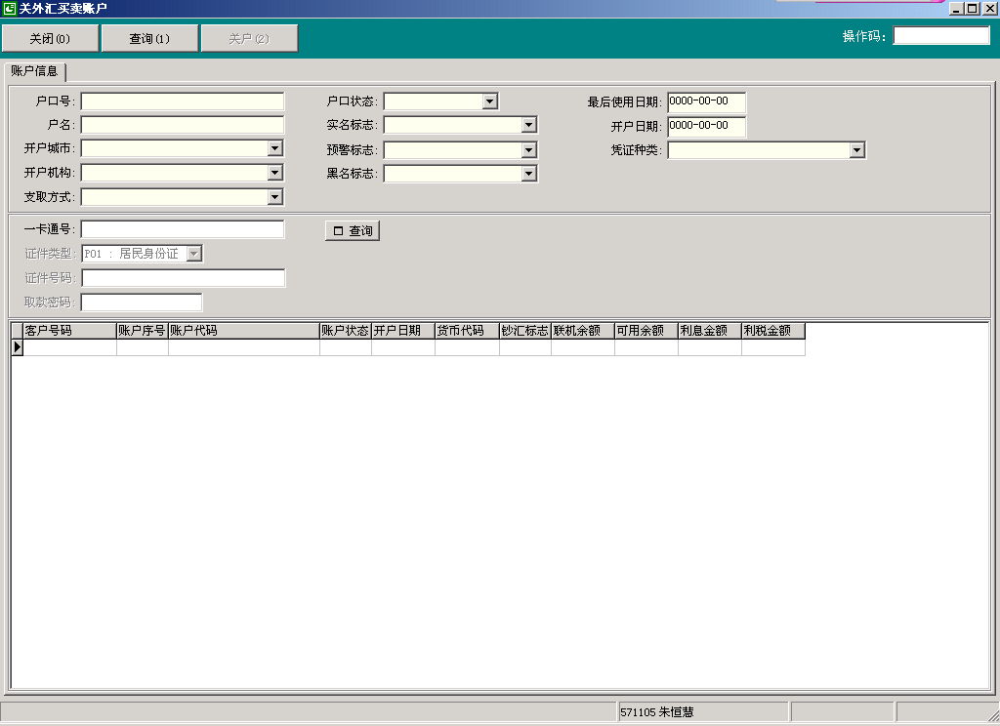 关外汇买卖账户
关闭(0) 查询(1) 关户(2) 操作码:
账户信息
户口号: 户口状态: 最后使用日期: 0000-00-00
户名: 实名标志: 开户日期: 0000-00-00
开户城市: 预警标志: 凭证种类:
开户机构: 黑名标志:
支取方式:
一卡通号: 查询
证件类型: P01 : 居民身份证
证件号码:
取款密码:
客户号码 账户序号 账户代码 账户状态 开户日期 货币代码 钞汇标志 联机余额 可用余额 利息金额 利税金额
571105 朱恒慧